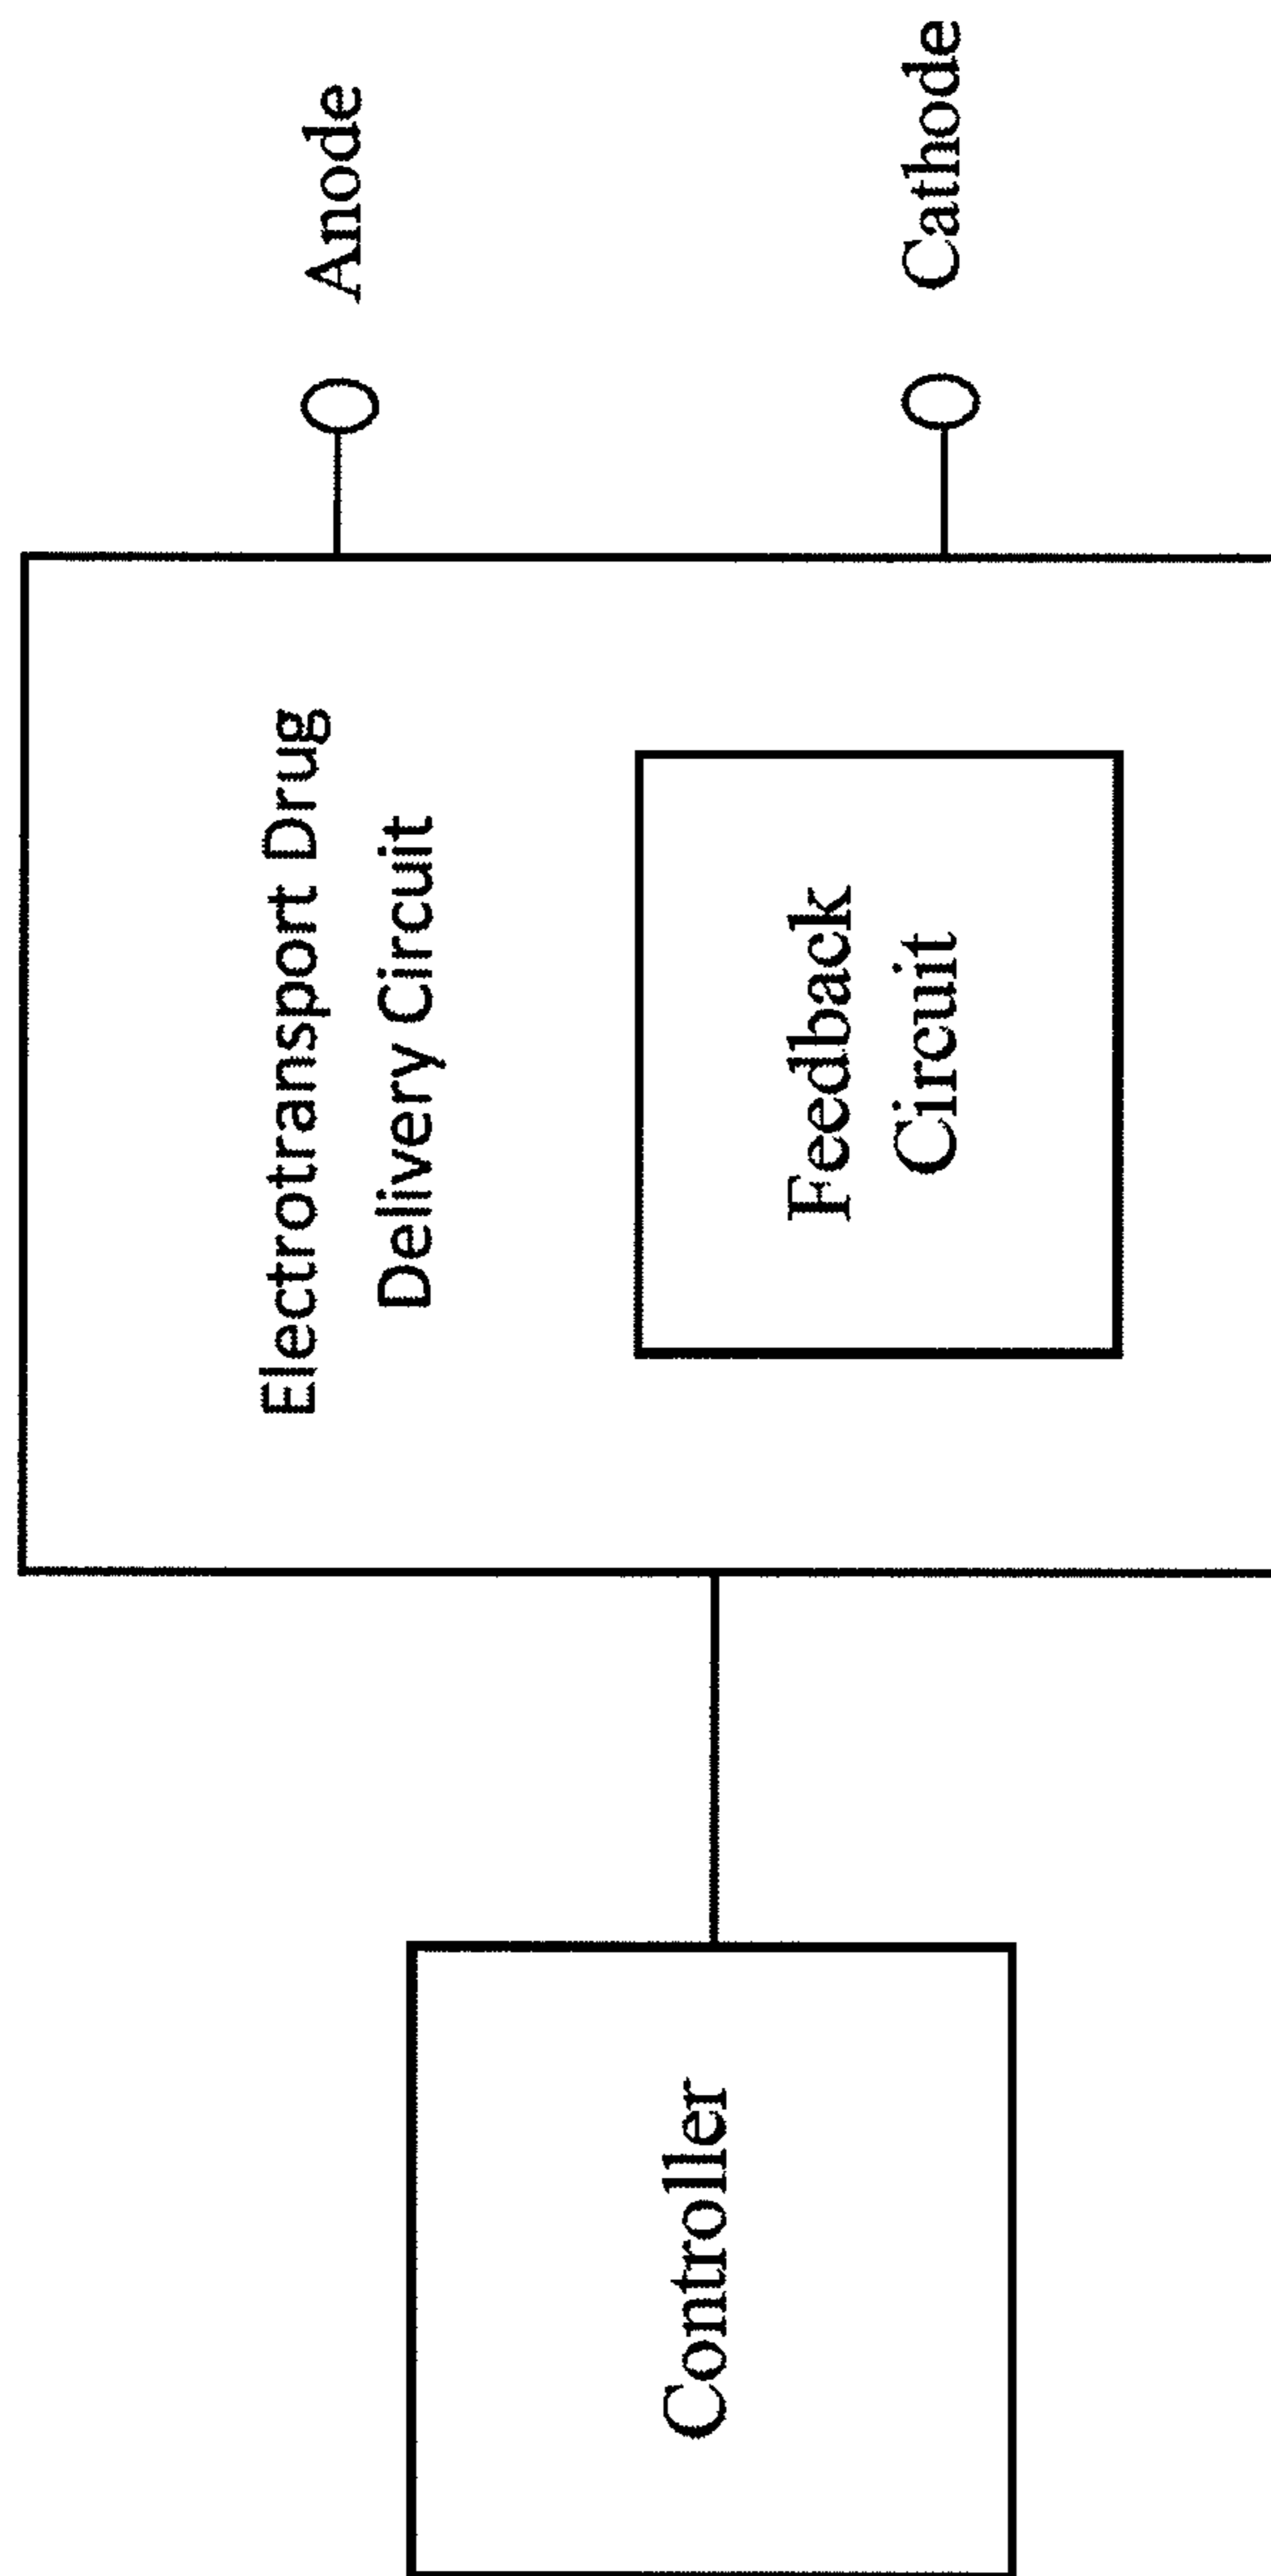 Controller
Electrotransport Drug
Delivery Circuit
Feedback
Circuit
Anode
Cathode